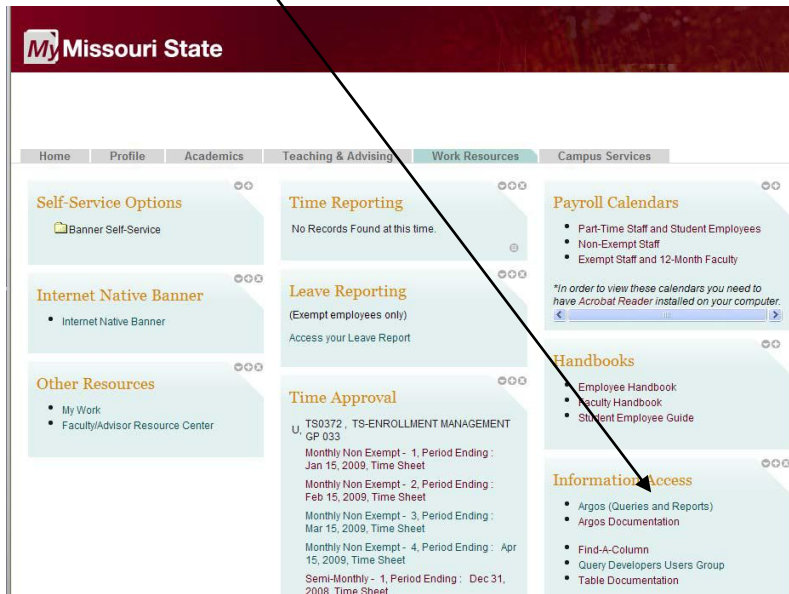 My Missouri State
Home Profile Academics Teaching & Advising Work Resources Campus Services
Self-Service Options
Banner Self-Service
Internet Native Banner
Internet Native Banner
Other Resources
My Work
Faculty/Advisor Resource Center
Time Reporting
No Records Found at this time.
Leave Reporting
(Exempt employees only)
Access your Leave Report
Time Approval
U, TS0372 , TS-ENROLLMENT MANAGEMENT
GP 033
Monthly Non Exempt - 1, Period Ending :
Jan 15, 2009, Time Sheet
Monthly Non Exempt - 2, Period Ending :
Feb 15, 2009, Time Sheet
Monthly Non Exempt - 3, Period Ending :
Mar 15, 2009, Time Sheet
Monthly Non Exempt - 4, Period Ending : Apr
15, 2009, Time Sheet
Semi-Monthly - 1, Period Ending : Dec 31,
2008, Time Sheet
Payroll Calendars
Part-Time Staff and Student Employees
Non-Exempt Staff
Exempt Staff and 12-Month Faculty
*In order to view these calendars you need to
have Acrobat Reader installed on your computer.
Handbooks
Employee Handbook
Faculty Handbook
Student Employee Guide
Information Access
Argos (Queries and Reports)
Argos Documentation
Find-A-Column
Query Developers Users Group
Table Documentation